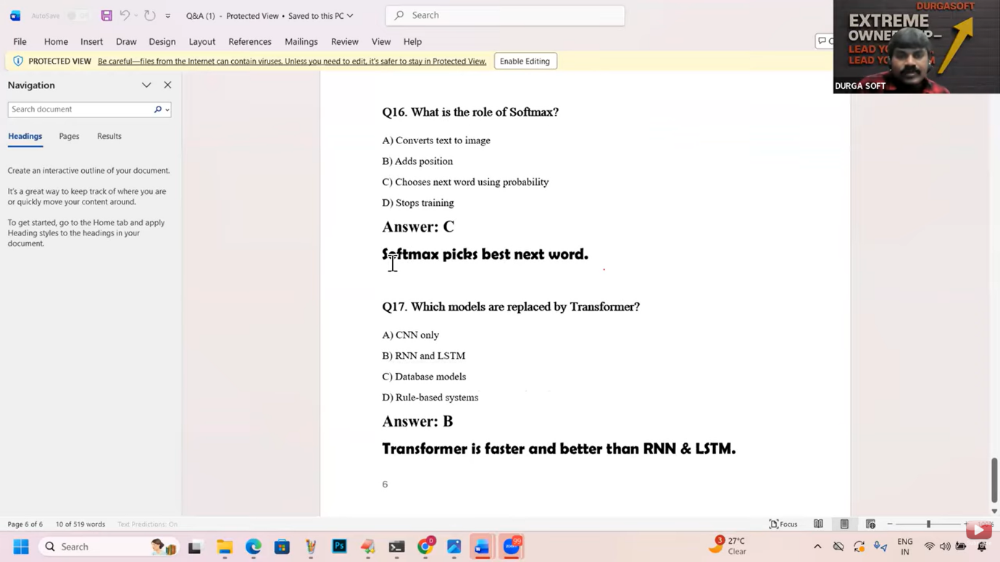 AutoSave Off
Q&A (1) • Protected View • Saved to this PC
Search
File Home Insert Draw Design Layout References Mailings Review View Help
PROTECTED VIEW Be careful—files from the Internet can contain viruses. Unless you need to edit, it's safer to stay in Protected View. Enable Editing
DURGASOFT
EXTREME
OWNERSHIP–
LEAD
LEAD
DURGA SOFT
Navigation
Search document
Headings Pages Results
Create an interactive outline of your document.
It's a great way to keep track of where you are
or quickly move your content around.
To get started, go to the Home tab and apply
Heading styles to the headings in your
document.
Q16. What is the role of Softmax?
A) Converts text to image
B) Adds position
C) Chooses next word using probability
D) Stops training
Answer: C
Softmax picks best next word.
Q17. Which models are replaced by Transformer?
A) CNN only
B) RNN and LSTM
C) Database models
D) Rule-based systems
Answer: B
Transformer is faster and better than RNN & LSTM.
6
Page 6 of 6 10 of 519 words Text Predictions: On Focus
Search
Ps
zoom
99
3
27°C
Clear
ENG
IN